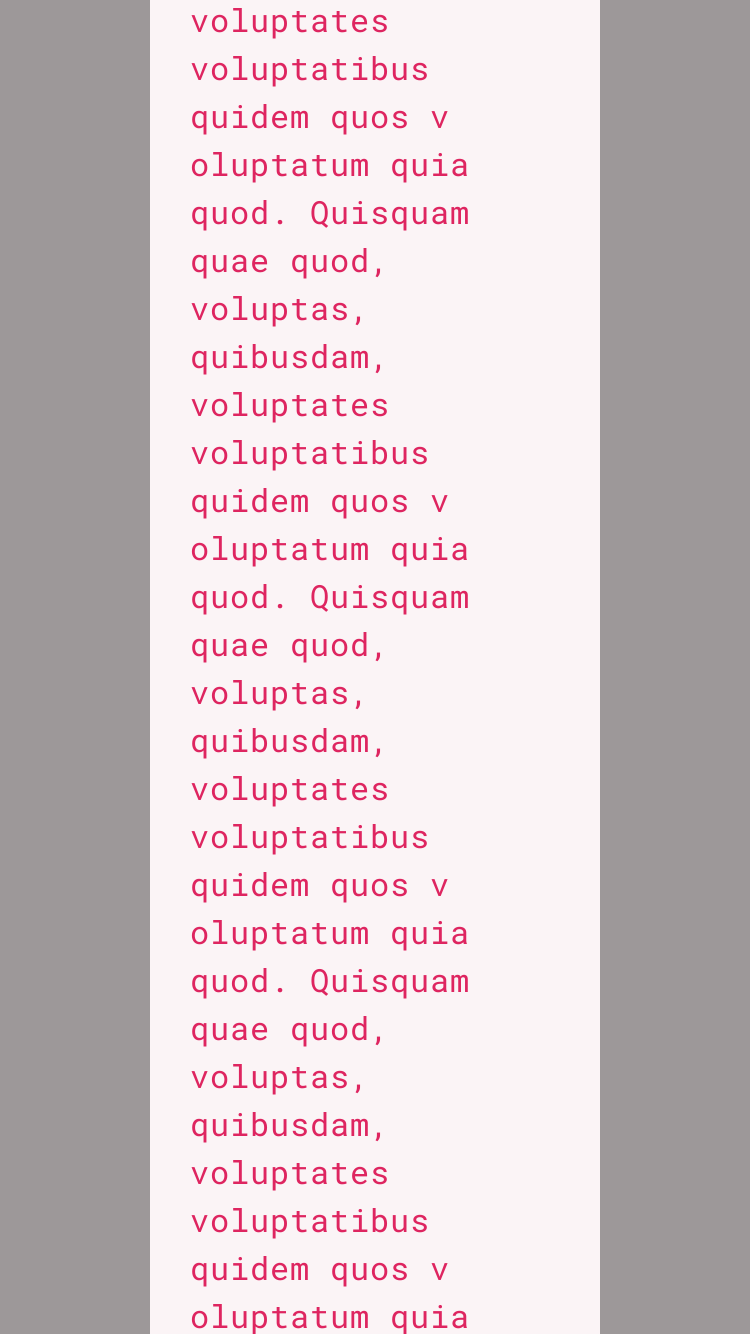 voluptates
voluptatibus
quidem quos v
oluptatum quia
quod. Quisquam
quae quod,
voluptas,
quibusdam,
voluptates
voluptatibus
quidem quos v
oluptatum quia
quod. Quisquam
quae quod,
voluptas,
quibusdam,
voluptates
voluptatibus
quidem quos v
oluptatum quia
quod. Quisquam
quae quod,
voluptas,
quibusdam,
voluptates
voluptatibus
quidem quos v
oluptatum quia